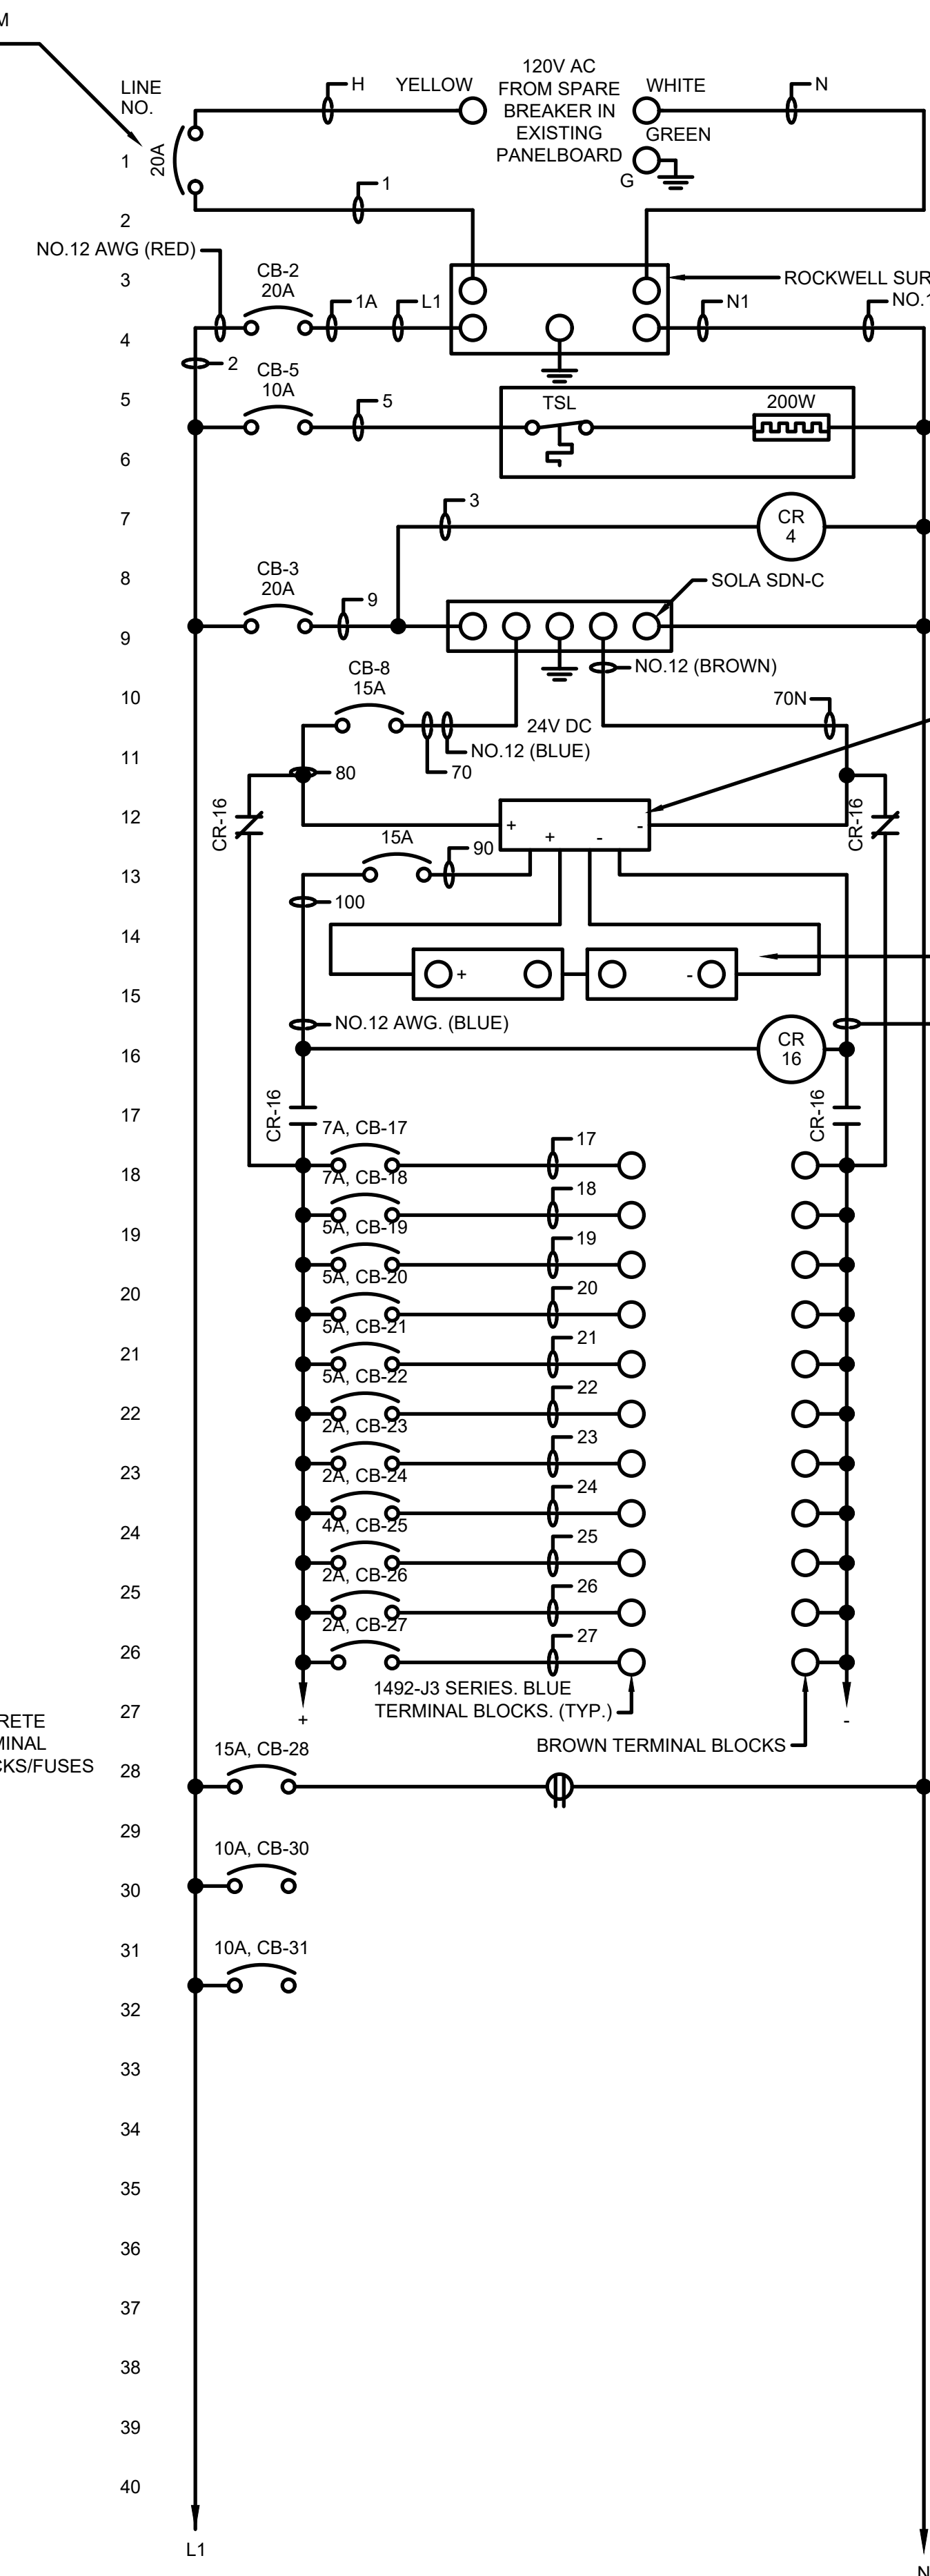 M
LINE
NO.
H
YELLOW
120V AC
FROM SPARE
BREAKER IN
EXISTING
PANELBOARD
WHITE
N
GREEN
G
1
20A
1
2
NO.12 AWG (RED)
3
CB-2
20A
1A
L1
N1
ROCKWELL SUR
NO.1
4
2
CB-5
10A
5
5
TSL
200W
6
3
7
CR
4
8
CB-3
20A
9
SOLA SDN-C
9
NO.12 (BROWN)
10
CB-8
15A
24V DC
70N
NO.12 (BLUE)
11
80
70
CR-16
CR-16
12
+
+
-
-
15A
90
13
100
14
+
-
15
NO.12 AWG. (BLUE)
16
CR
16
17
CR-16
CR-16
7A, CB-17
17
18
7A, CB-18
18
19
5A, CB-19
19
20
5A, CB-20
20
21
5A, CB-21
21
22
5A, CB-22
22
23
2A, CB-23
23
24
2A, CB-24
24
4A, CB-25
25
25
2A, CB-26
26
26
2A, CB-27
27
1492-J3 SERIES. BLUE
TERMINAL BLOCKS. (TYP.)
27
+
-
BROWN TERMINAL BLOCKS
RETE
MINAL
CKS/FUSES
28
15A, CB-28
29
10A, CB-30
30
31
10A, CB-31
32
33
34
35
36
37
38
39
40
L1
N